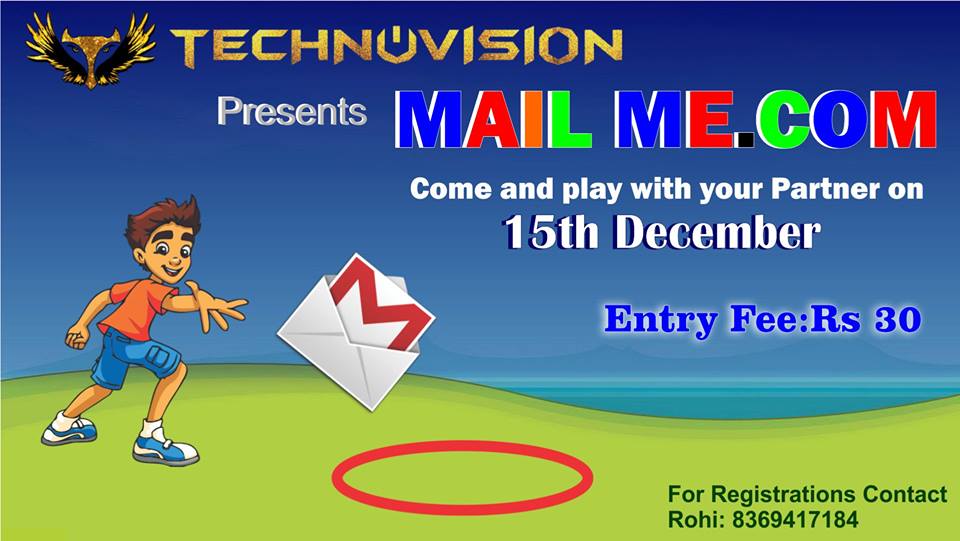 TECHNOVISION
Presents MAIL ME.COM
Come and play with your Partner on
15th December
Entry Fee:Rs 30
For Registrations Contact
Rohi: 8369417184